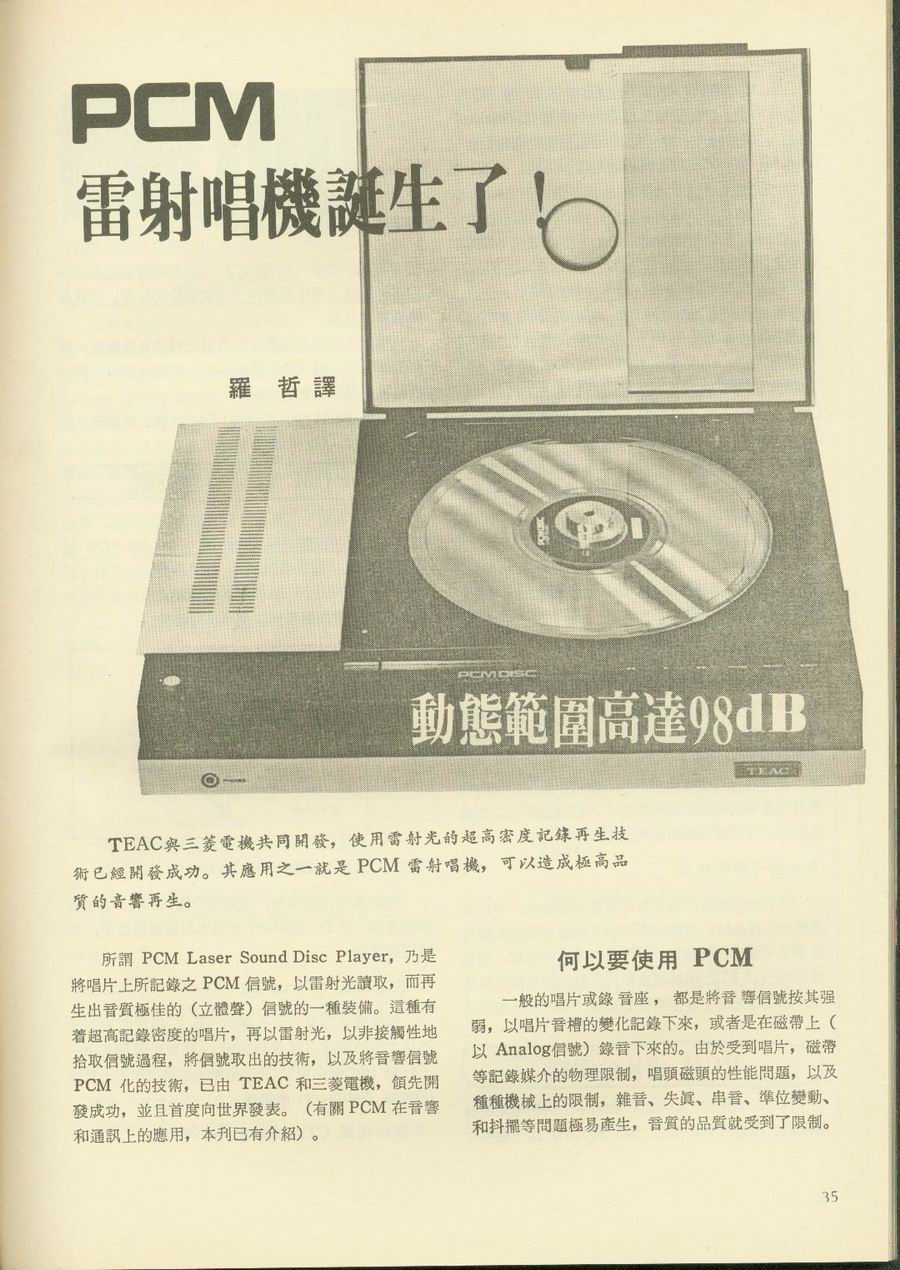 PCM
雷射唱機誕生了！
羅 哲譯
PCM DISC
動態範圍高達98dB
PHONES
TEAC
TEAC與三菱電機共同開發，使用雷射光的超高密度記錄再生技
術已經開發成功。其應用之一就是 PCM 雷射唱機，可以造成極高品
質的音響再生。
所謂 PCM Laser Sound Disc Player，乃是
將唱片上所記錄之 PCM 信號，以雷射光讀取，而再
生出音質極佳的（立體聲）信號的一種裝備。這種有
着超高記錄密度的唱片，再以雷射光，以非接觸性地
拾取信號過程，將信號取出的技術，以及將音響信號
PCM 化的技術，已由 TEAC 和三菱電機，領先開
發成功，並且首度向世界發表。（有關 PCM 在音響
和通訊上的應用，本刋已有介紹）。
何以要使用 PCM
一般的唱片或錄音座，都是將音響信號按其强
弱，以唱片音槽的變化記錄下來，或者是在磁帶上（
以 Analog信號）錄音下來的。由於受到唱片，磁帶
等記錄媒介的物理限制，唱頭磁頭的性能問題，以及
種種機械上的限制，雜音、失眞、串音、準位變動、
和抖擺等問題極易產生，音質的品質就受到了限制。
35